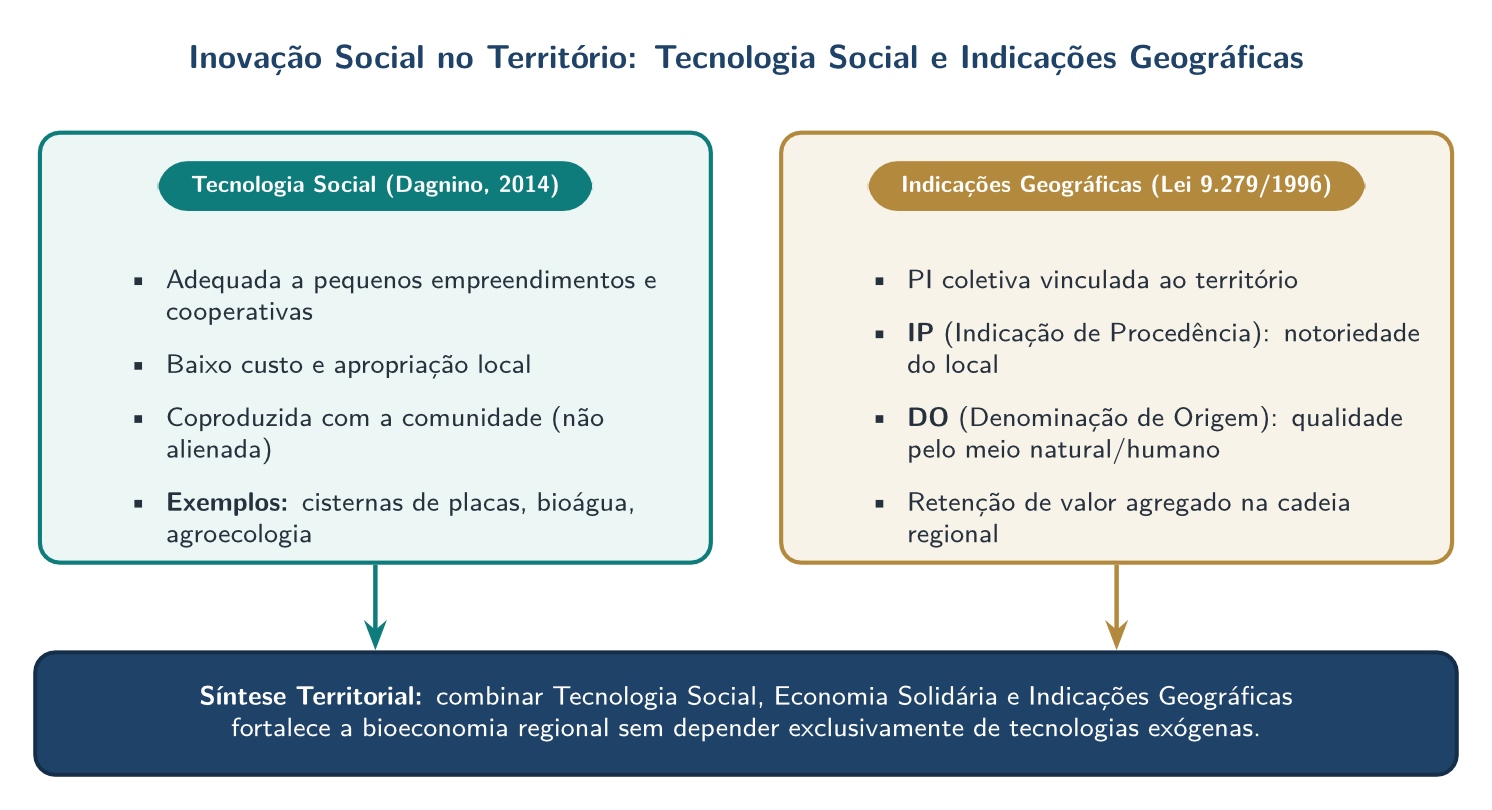 Inovação Social no Território: Tecnologia Social e Indicações Geográficas
Tecnologia Social (Dagnino, 2014)
▪ Adequada a pequenos empreendimentos e
cooperativas
▪ Baixo custo e apropriação local
▪ Coproduzida com a comunidade (não
alienada)
▪ Exemplos: cisternas de placas, bioágua,
agroecologia
Indicações Geográficas (Lei 9.279/1996)
▪ PI coletiva vinculada ao território
▪ IP (Indicação de Procedência): notoriedade
do local
▪ DO (Denominação de Origem): qualidade
pelo meio natural/humano
▪ Retenção de valor agregado na cadeia
regional
Síntese Territorial: combinar Tecnologia Social, Economia Solidária e Indicações Geográficas
fortalece a bioeconomia regional sem depender exclusivamente de tecnologias exógenas.